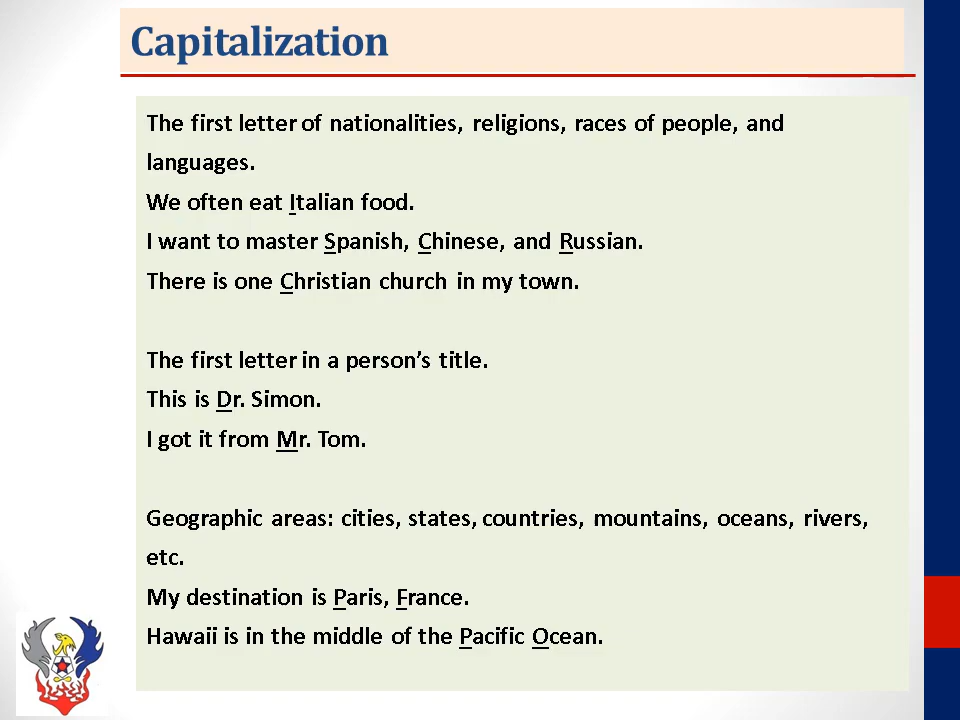 Capitalization
The first letter of nationalities, religions, races of people, and
languages.
We often eat Italian food.
I want to master Spanish, Chinese, and Russian.
There is one Christian church in my town.
The first letter in a person’s title.
This is Dr. Simon.
I got it from Mr. Tom.
Geographic areas: cities, states, countries, mountains, oceans, rivers,
etc.
My destination is Paris, France.
Hawaii is in the middle of the Pacific Ocean.